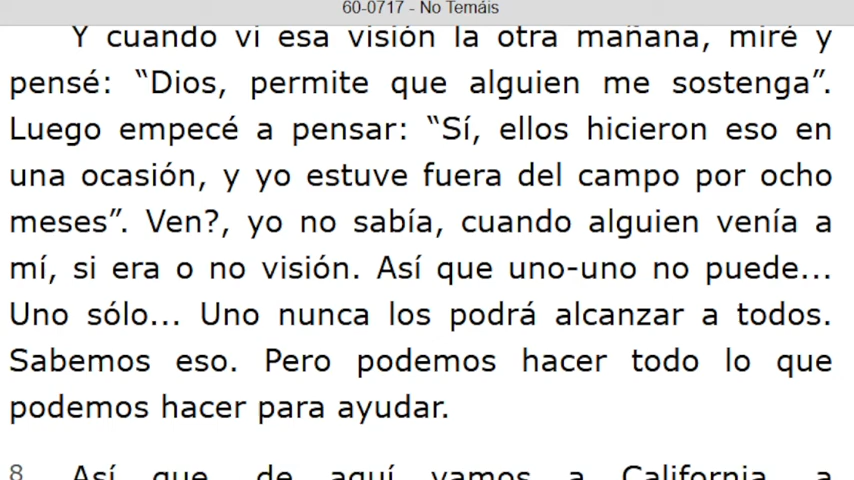 60-0717 - No Temáis
Y cuando vi esa visión la otra mañana, miré y
pensé: “Dios, permite que alguien me sostenga”.
Luego empecé a pensar: “Sí, ellos hicieron eso en
una ocasión, y yo estuve fuera del campo por ocho
meses”. Ven?, yo no sabía, cuando alguien venía a
mí, si era o no visión. Así que uno-uno no puede...
Uno sólo... Uno nunca los podrá alcanzar a todos.
Sabemos eso. Pero podemos hacer todo lo que
podemos hacer para ayudar.
8 Así que, de aquí vamos a California, a